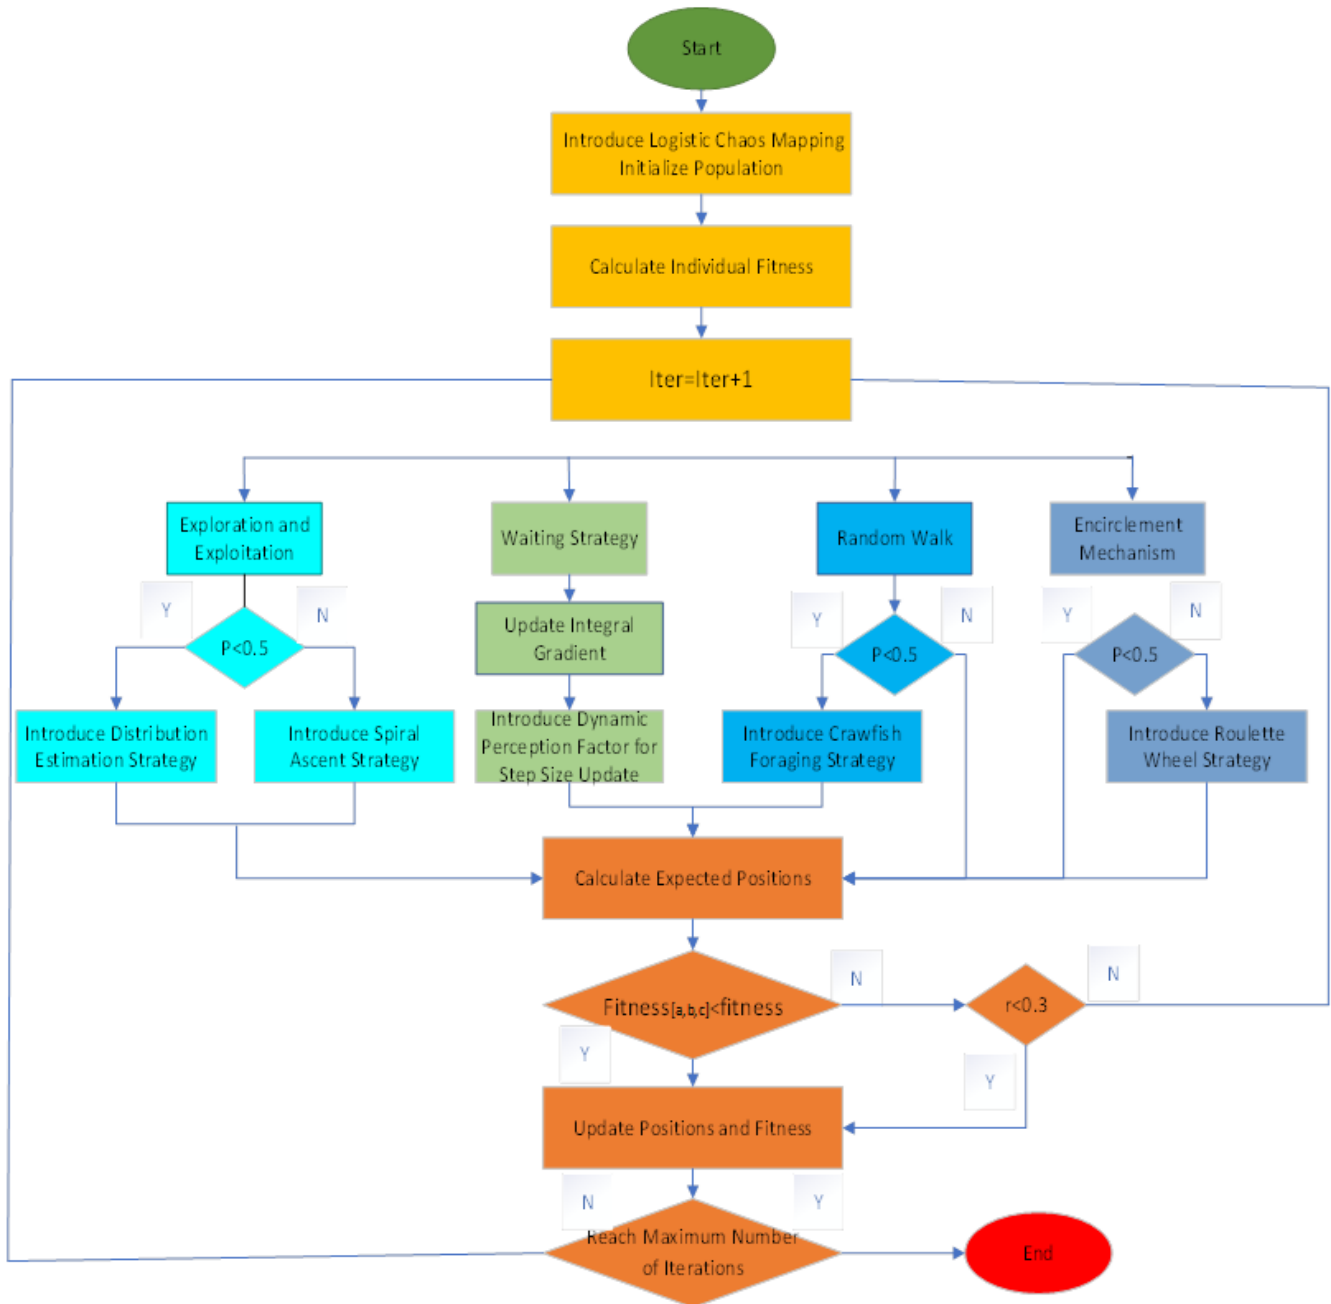 Start
Introduce Logistic Chaos Mapping
Initialize Population
Calculate Individual Fitness
Iter=Iter+1
Exploration and
Exploitation
Waiting Strategy
Random Walk
Encirclement
Mechanism
Y
N
P<0.5
Update Integral
Gradient
Y
N
P<0.5
Y
N
P<0.5
Introduce Distribution
Estimation Strategy
Introduce Spiral
Ascent Strategy
Introduce Dynamic
Perception Factor for
Step Size Update
Introduce Crawfish
Foraging Strategy
Introduce Roulette
Wheel Strategy
Calculate Expected Positions
Fitness[a,b,c]<fitness
N
r<0.3
N
Y
Y
Update Positions and Fitness
N
Y
Reach Maximum Number
of Iterations
End